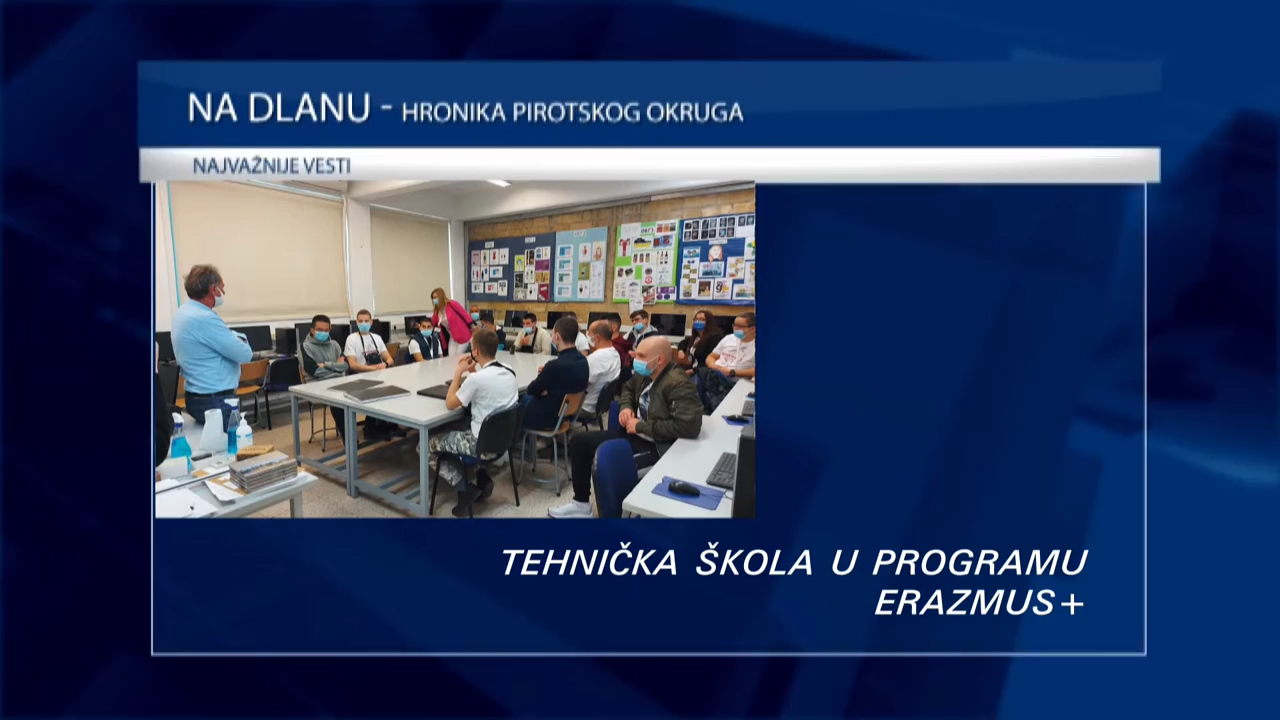 NA DLANU - HRONIKA PIROTSKOG OKRUGA
NAJVAŽNIJE VESTI
TEHNIČKA ŠKOLA U PROGRAMU
ERAZMUS+